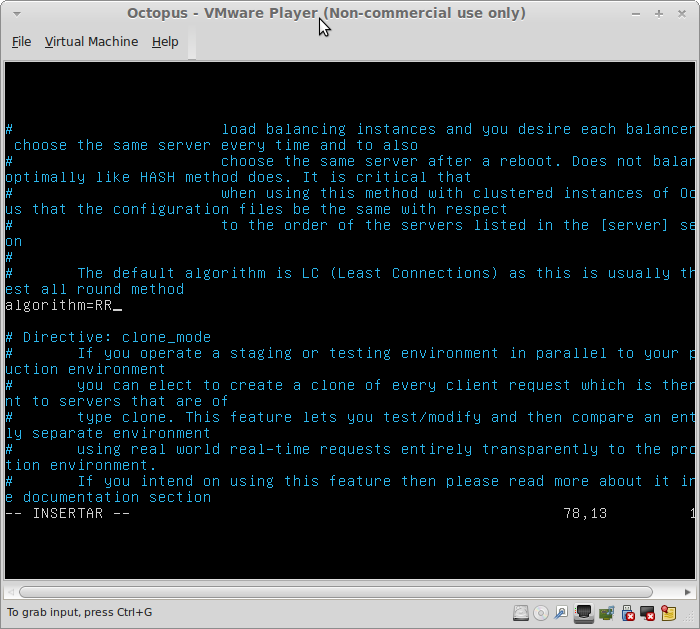 Octopus - VMware Player (Non-commercial use only)
File Virtual Machine Help
# load balancing instances and you desire each balancer
choose the same server every time and to also
# choose the same server after a reboot. Does not balan
optimally like HASH method does. It is critical that
# when using this method with clustered instances of Oc
us that the configuration files be the same with respect
# to the order of the servers listed in the [server] se
on
#
# The default algorithm is LC (Least Connections) as this is usually th
est all round method
algorithm=RR_
# Directive: clone_mode
# If you operate a staging or testing environment in parallel to your p
uction environment
# you can elect to create a clone of every client request which is then
nt to servers that are of
# type clone. This feature lets you test/modify and then compare an ent
ly separate environment
# using real world real-time requests entirely transparently to the pro
tion environment.
# If you intend on using this feature then please read more about it in
e documentation section
-- INSERTAR -- 78,13 1
To grab input, press Ctrl+G